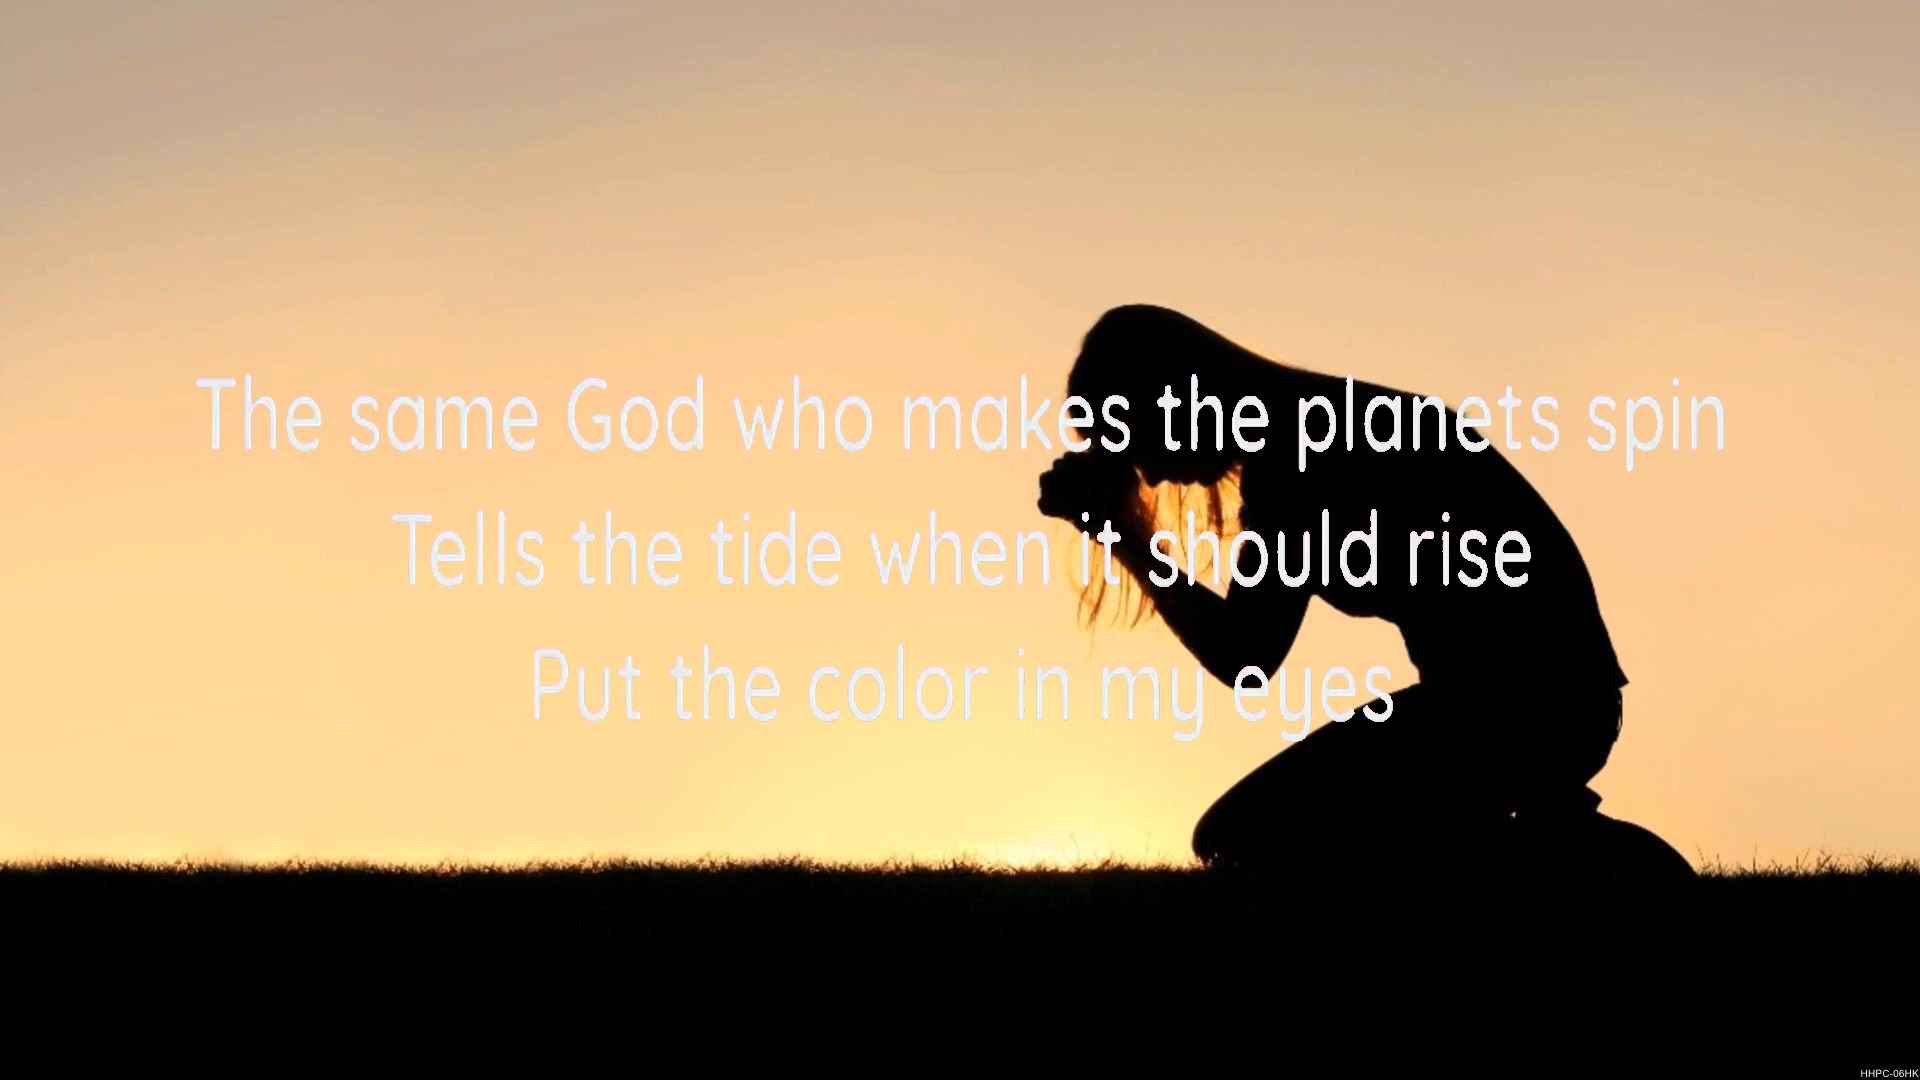 The same God who makes the planets spin
Tells the tide when it should rise
Put the color in my eyes
HHPC-06HK